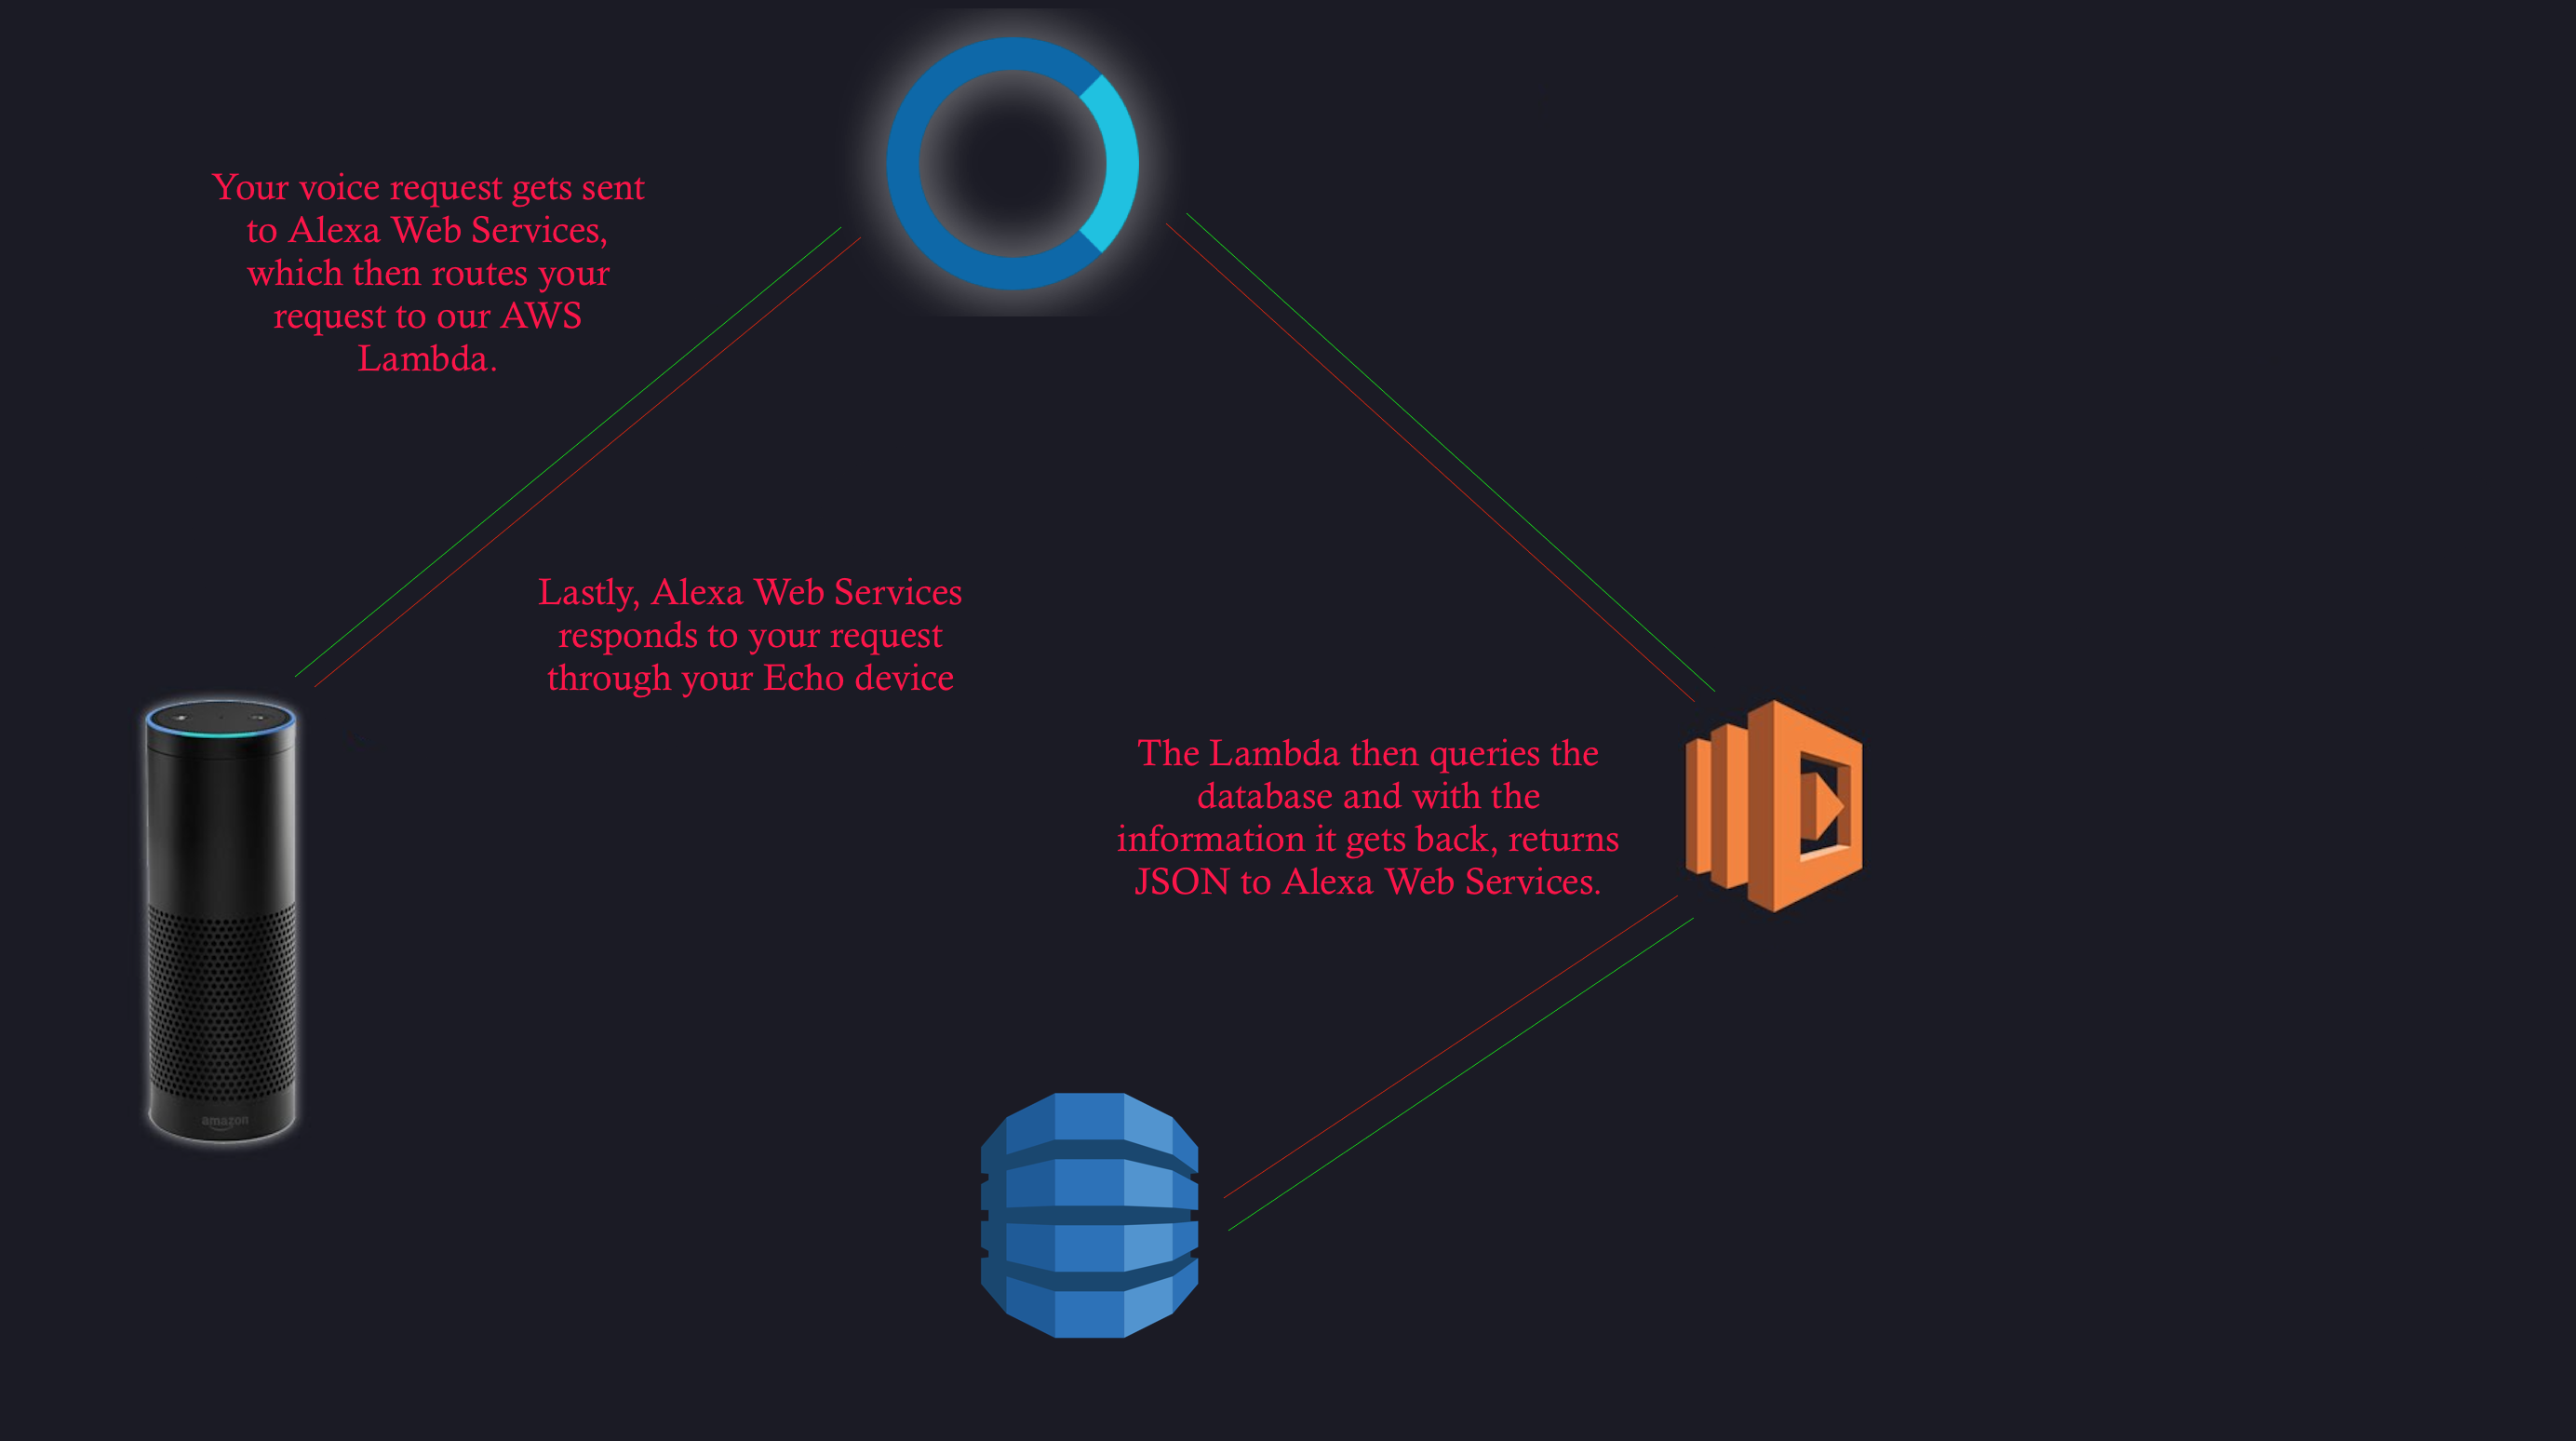 Your voice request gets sent
to Alexa Web Services,
which then routes your
request to our AWS
Lambda.
Lastly, Alexa Web Services
responds to your request
through your Echo device
The Lambda then queries the
database and with the
information it gets back, returns
JSON to Alexa Web Services.
amazon